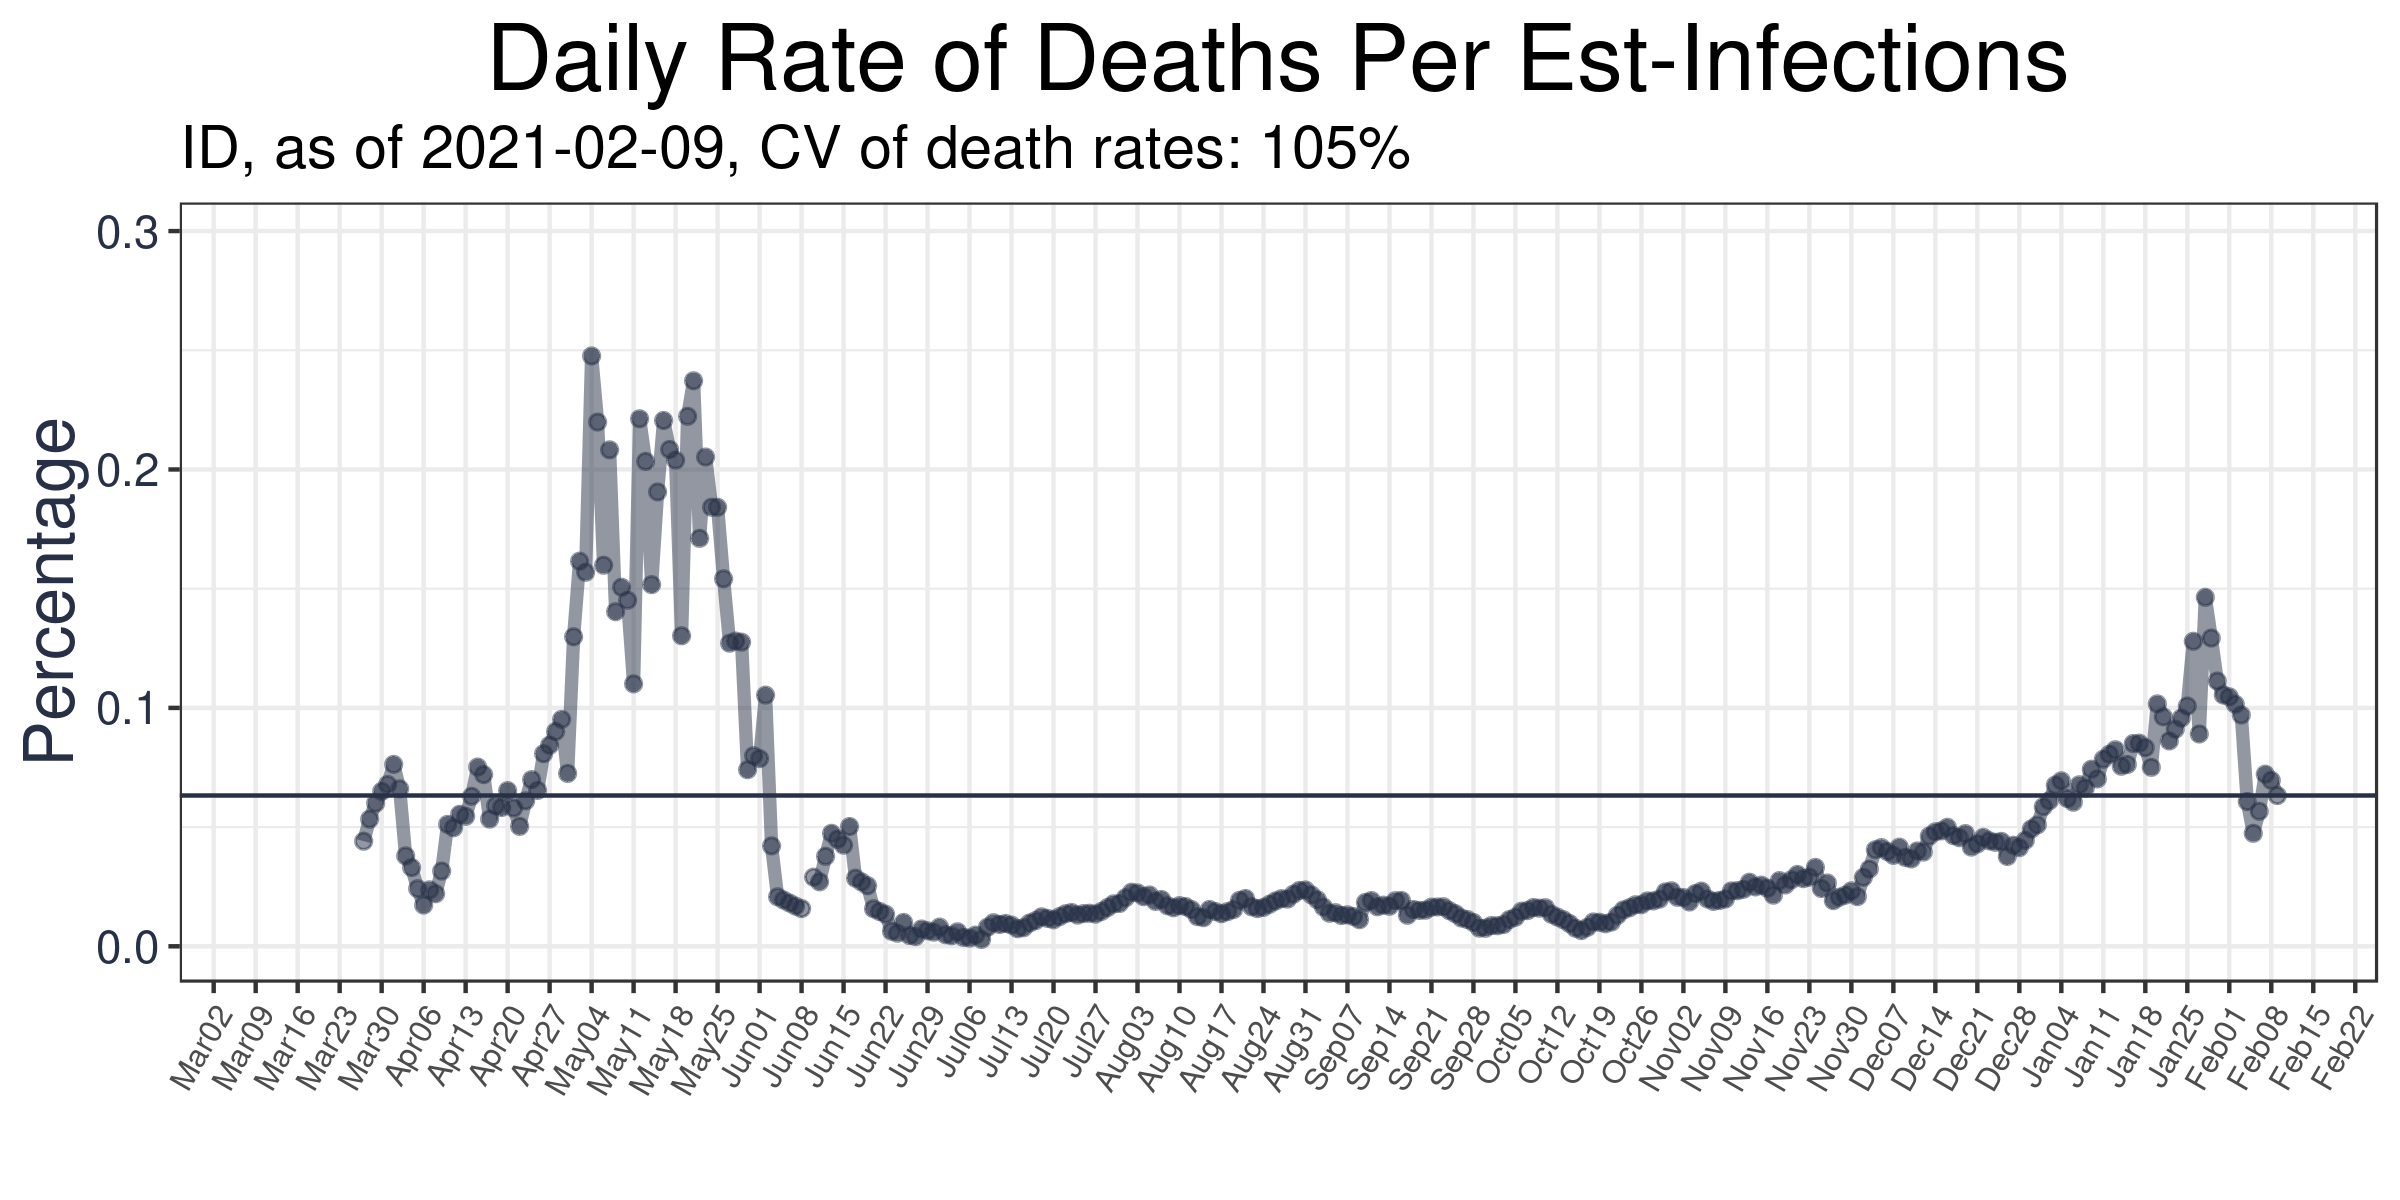 Daily Rate of Deaths Per Est-Infections
ID, as of 2021-02-09, CV of death rates: 105%
Percentage
0.3
0.2
0.1
0.0
Mar02
Mar09
Mar16
Mar23
Mar30
Apr06
Apr13
Apr20
Apr27
May04
May11
May18
May25
Jun01
Jun08
Jun15
Jun22
Jun29
Jul06
Jul13
Jul20
Jul27
Aug03
Aug10
Aug17
Aug24
Aug31
Sep07
Sep14
Sep21
Sep28
Oct05
Oct12
Oct19
Oct26
Nov02
Nov09
Nov16
Nov23
Nov30
Dec07
Dec14
Dec21
Dec28
Jan04
Jan11
Jan18
Jan25
Feb01
Feb08
Feb15
Feb22